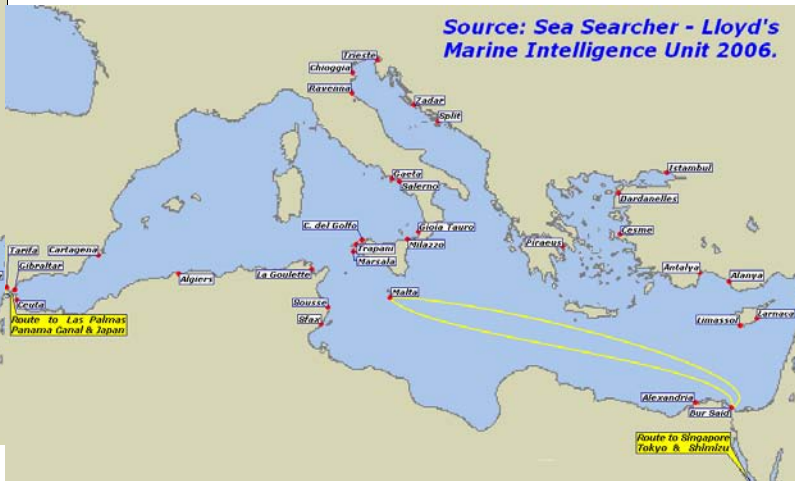 Source: Sea Searcher - Lloyd's
Marine Intelligence Unit 2006.
Trieste
Chioggia
Ravenna
Zadar
Split
Gaeta
Salerno
Istambul
Dardanelles
Cesme
C. del Golfo
Gioia Tauro
Trapani
Milazzo
Marsala
Piraeus
Tarifa
Cartagena
Gibraltar
Algiers
La Goulette
Antalya
Alanya
Ceuta
Malta
Sousse
Sfax
Larnaca
Limassol
Route to Las Palmas
Panama Canal & Japan
Alexandria
Bur Said
Route to Singapore
Tokyo & Shimizu